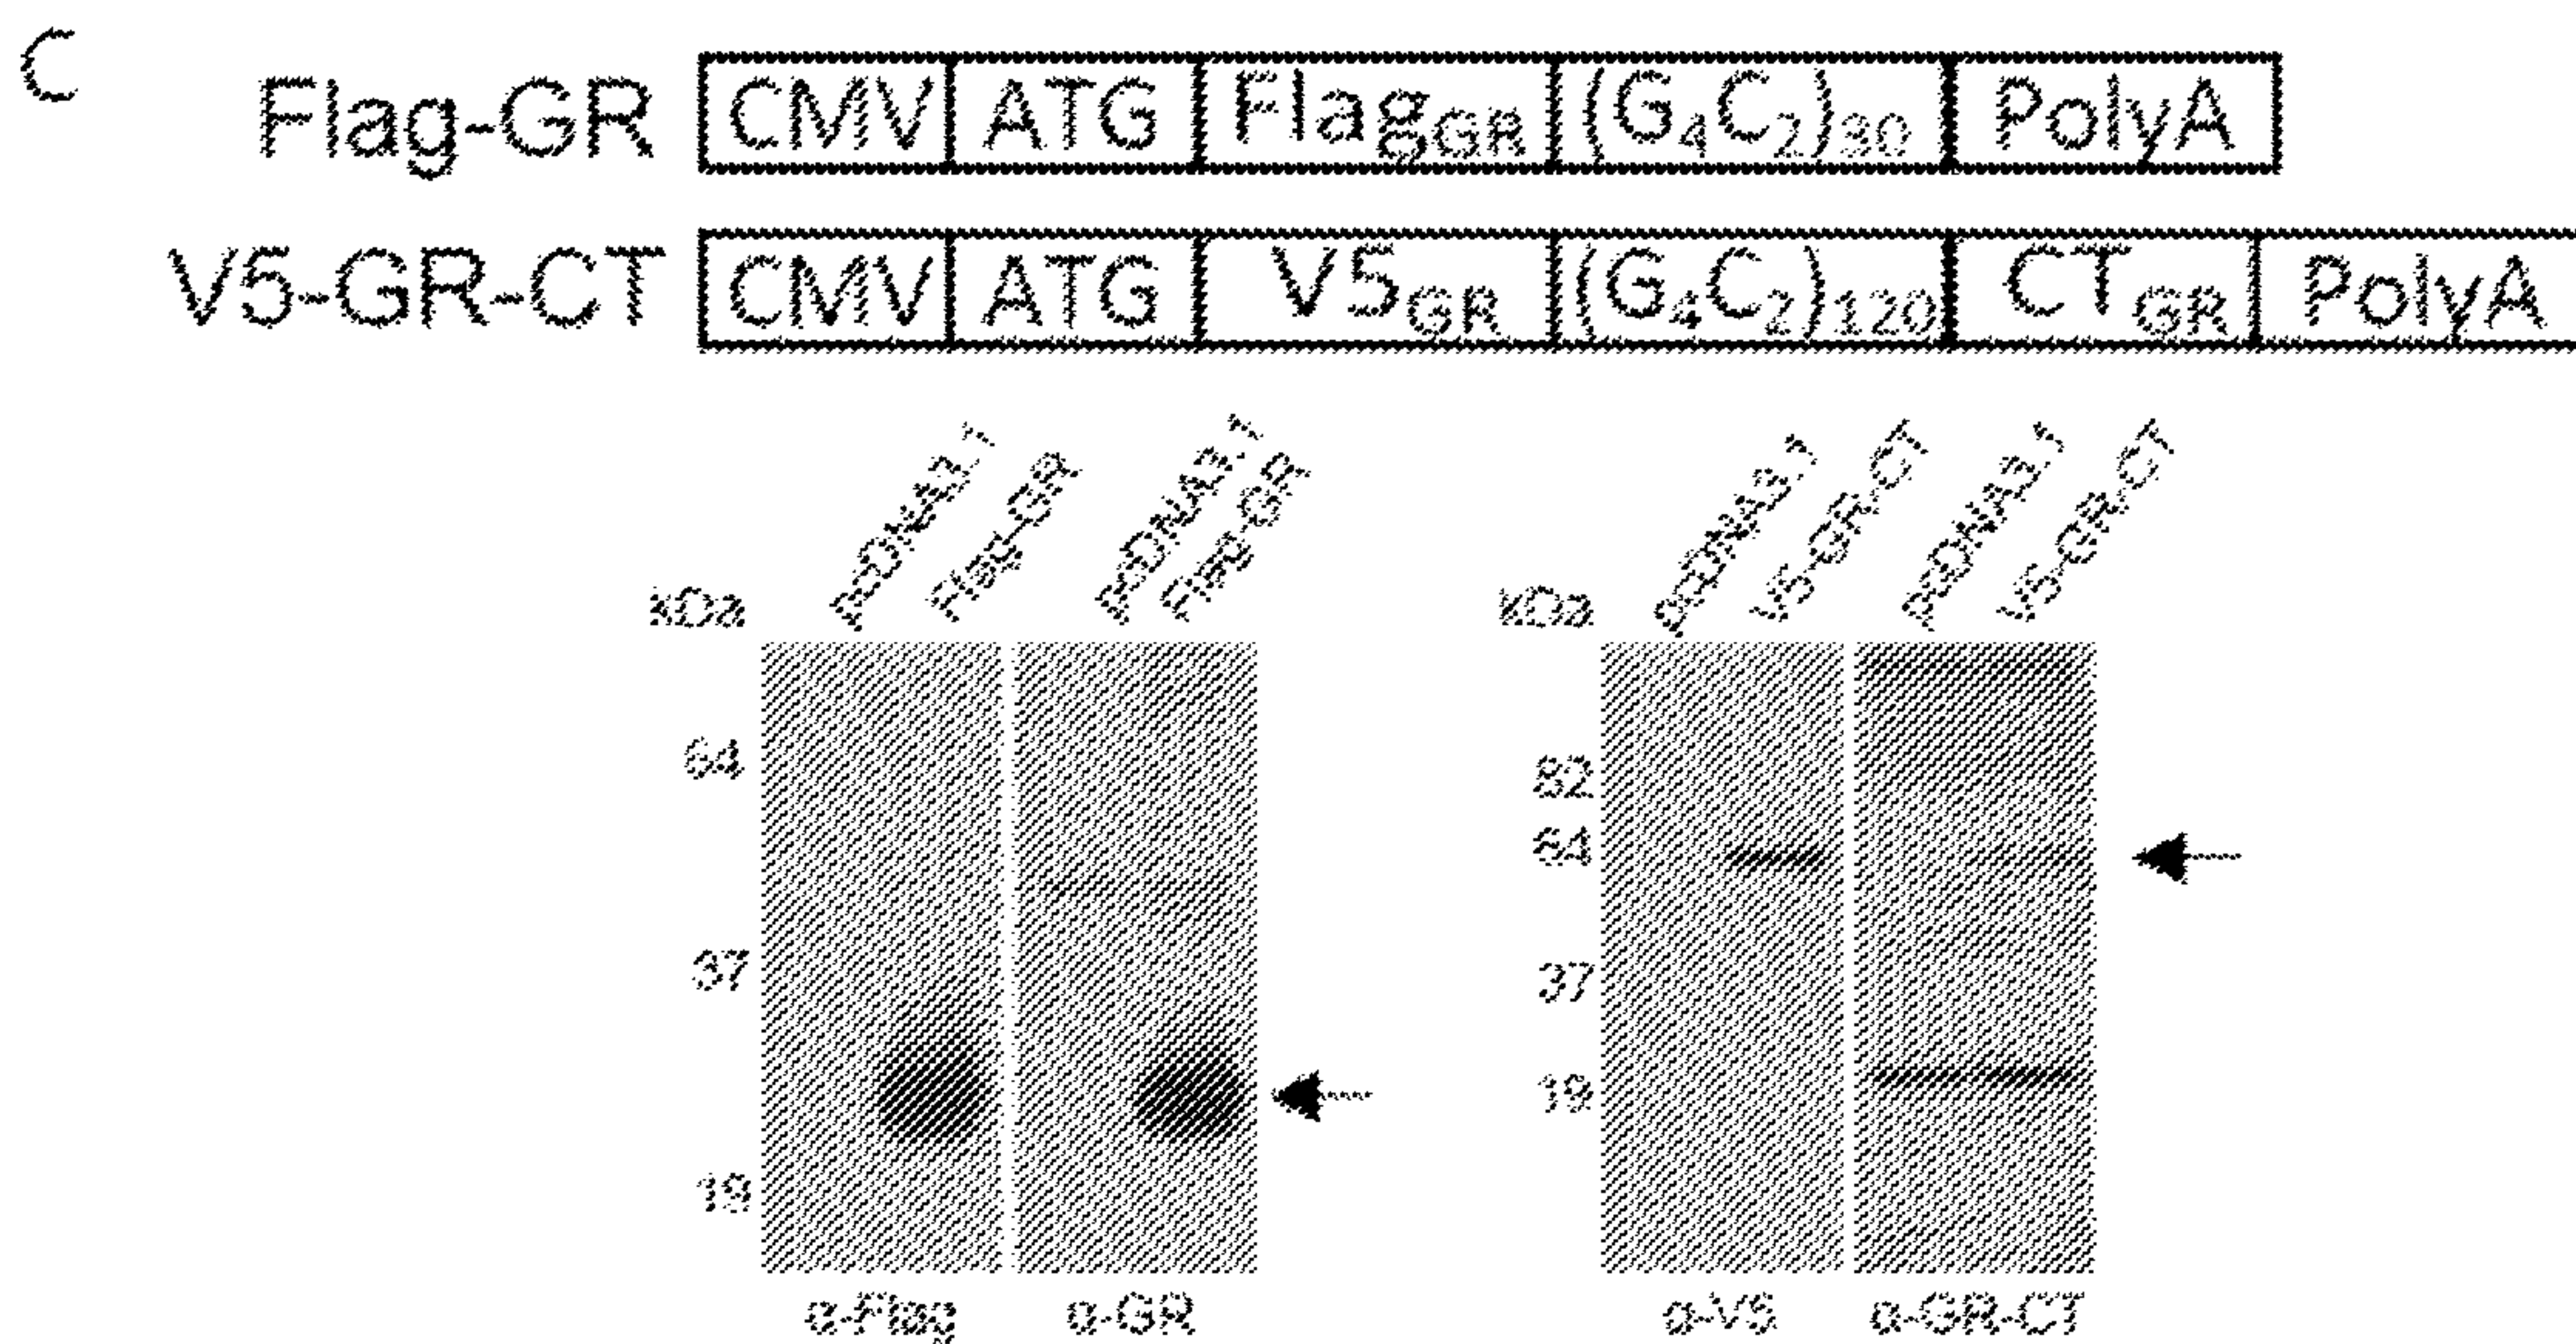 C
Flag-GR CMV ATG FlagGR (G4C2)30 PolyA
V5-GR-CT CMV ATG V5GR (G4C2)120 CTGR PolyA
kDa pcDNA3.1 Flag-GR pcDNA3.1 Flag-GR kDa pcDNA3.1 V5-GR-CT pcDNA3.1 V5-GR-CT
64 82
64
37 37
19
19
α-Flag α-GR α-V5 α-GR-CT